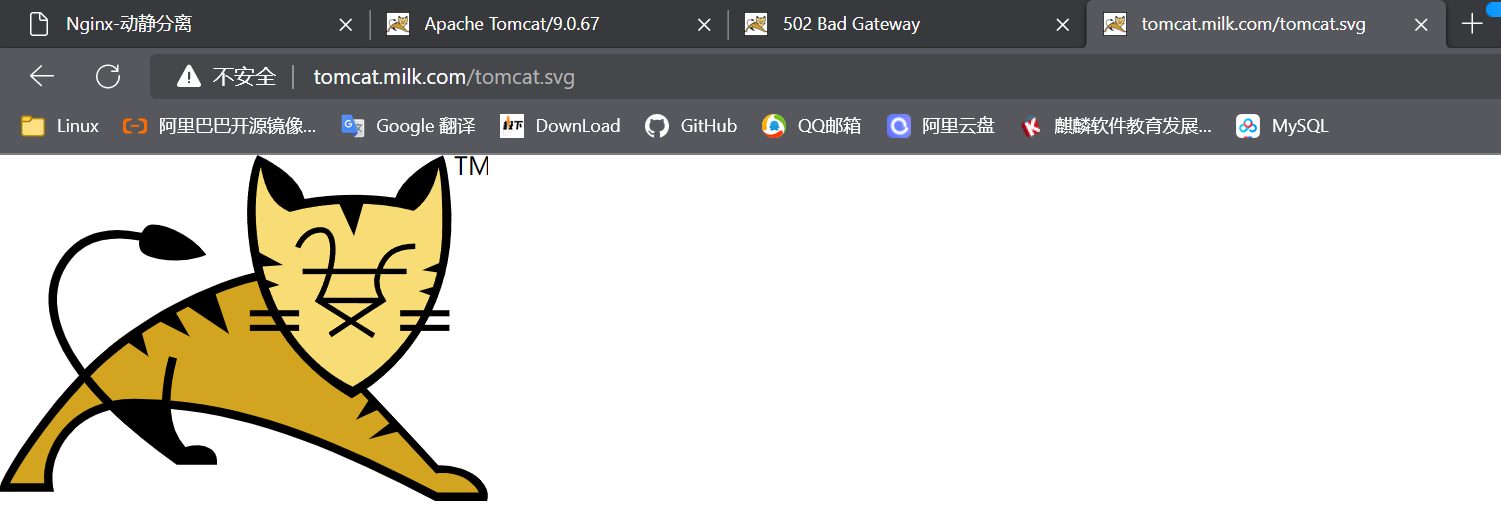 Nginx-动静分离 Apache Tomcat/9.0.67 502 Bad Gateway tomcat.milk.com/tomcat.svg
不安全 tomcat.milk.com/tomcat.svg
Linux 阿里巴巴开源镜像... Google 翻译 DownLoad GitHub QQ邮箱 阿里云盘 麒麟软件教育发展... MySQL
TM